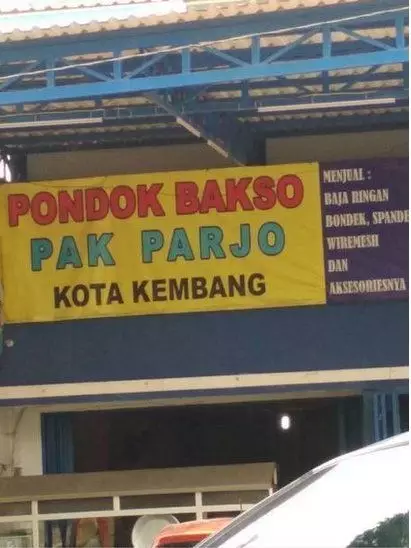 PONDOK BAKSO
PAK PARJO
KOTA KEMBANG
MENJUAL :
BAJA RINGAN
BONDEK, SPANDE
WIREMESH
DAN
AKSESORIESNYA